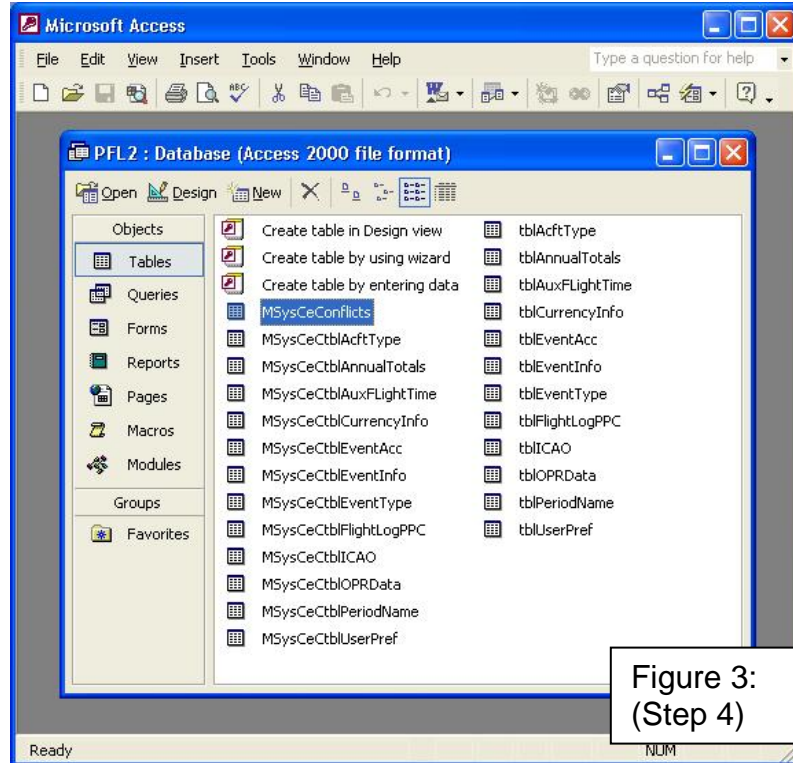 Microsoft Access
File Edit View Insert Tools Window Help
Type a question for help
PFL2 : Database (Access 2000 file format)
Open Design New
Objects
Tables
Queries
Forms
Reports
Pages
Macros
Modules
Groups
Favorites
Create table in Design view
Create table by using wizard
Create table by entering data
MSysCeConflicts
MSysCeCtblAcftType
MSysCeCtblAnnualTotals
MSysCeCtblAuxFLightTime
MSysCeCtblCurrencyInfo
MSysCeCtblEventAcc
MSysCeCtblEventInfo
MSysCeCtblEventType
MSysCeCtblFlightLogPPC
MSysCeCtblICAO
MSysCeCtblOPRData
MSysCeCtblPeriodName
MSysCeCtblUserPref
tblAcftType
tblAnnualTotals
tblAuxFLightTime
tblCurrencyInfo
tblEventAcc
tblEventInfo
tblEventType
tblFlightLogPPC
tblICAO
tblOPRData
tblPeriodName
tblUserPref
Figure 3:
(Step 4)
Ready
NUM